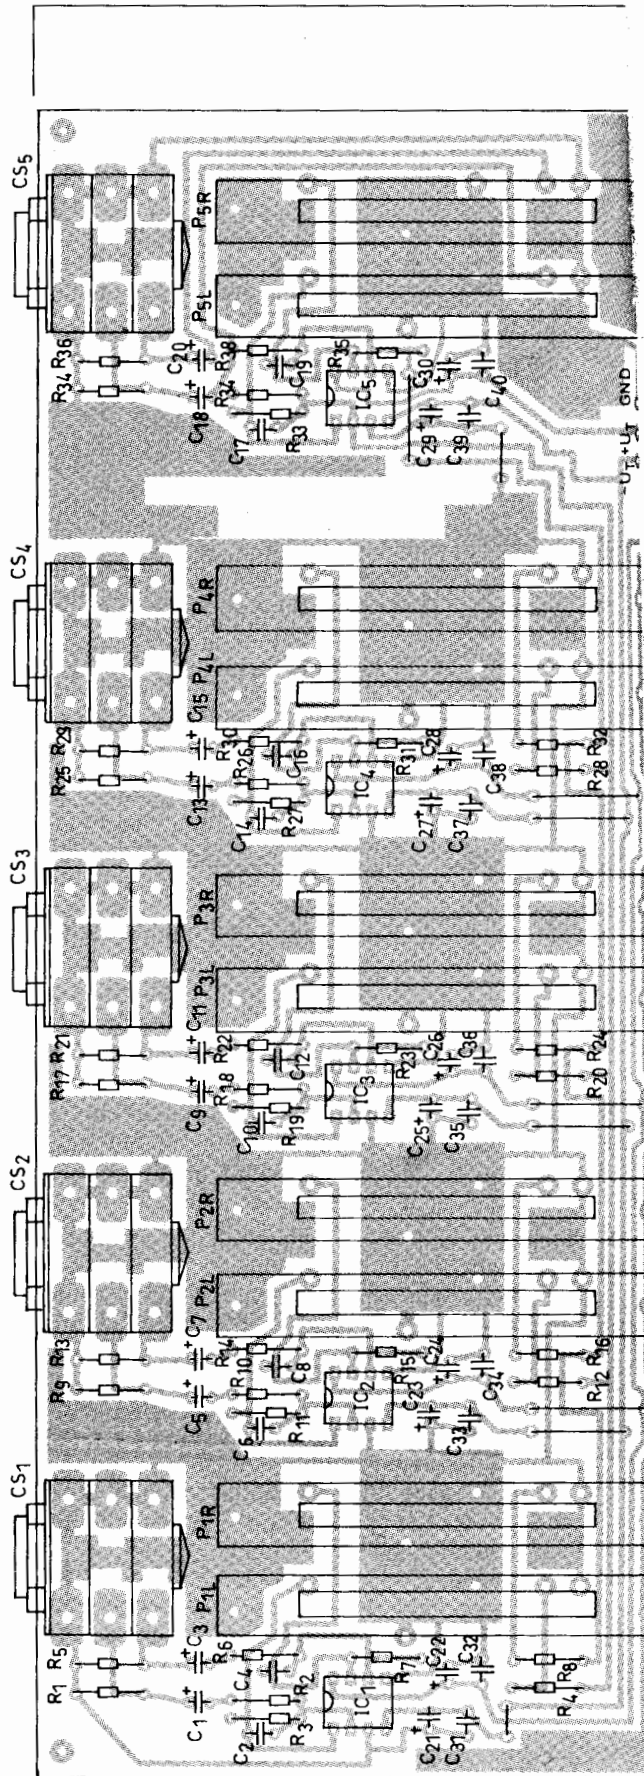 CS5
P5R
P5L
R36
R34
C20
C18
R38
R34
C19
C17
R33
R35
IC5
C30
C29
C40
C39
-UT +UT GND
CS4
P4R
P4L
R29
R25
C15
C13
R30
R26
C16
C14
R27
R31
IC4
C28
C27
C38
C37
R32
R28
CS3
P3R
P3L
R21
R17
C11
C9
R22
R18
C12
C10
R19
R23
IC3
C26
C25
C36
C35
R24
R20
CS2
P2R
P2L
R13
R9
C7
C5
R14
R10
C8
C6
R11
R15
IC2
C24
C23
C34
C33
R16
R12
CS1
P1R
P1L
R5
R1
C3
C1
R6
C4
R2
C2
R3
R7
IC1
C22
C21
C32
C31
R8
R4